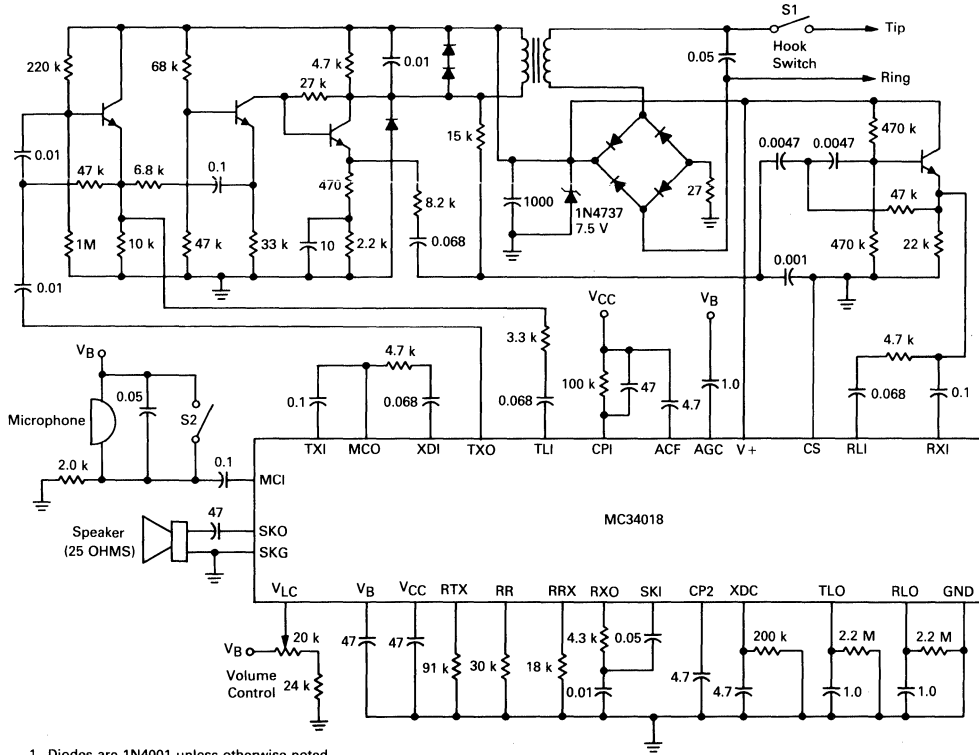 S1
Tip
Hook
Switch
Ring
0.05
220 k
68 k
4.7 k
0.01
27 k
15 k
470 k
0.0047
0.0047
0.01
47 k
6.8 k
0.1
470
8.2 k
1000
1N4737
7.5 V
27
47 k
1M
10 k
47 k
33 k
10
2.2 k
0.068
470 k
22 k
0.01
0.001
VCC
VB
3.3 k
4.7 k
VB
4.7 k
100 k
47
1.0
Microphone
0.05
S2
0.1
0.068
0.068
4.7
0.068
0.1
TXI
MCO
XDI
TXO
TLI
CPI
ACF
AGC
V+
CS
RLI
RXI
2.0 k
0.1
MCI
47
SKO
MC34018
Speaker
(25 OHMS)
SKG
VLC
VB
VCC
RTX
RR
RRX
RXO
SKI
CP2
XDC
TLO
RLO
GND
VB
20 k
47
47
4.3 k
0.05
200 k
2.2 M
2.2 M
Volume
Control
24 k
91 k
30 k
18 k
0.01
4.7
4.7
1.0
1.0
1. Diodes are 1N4001 unless otherwise noted